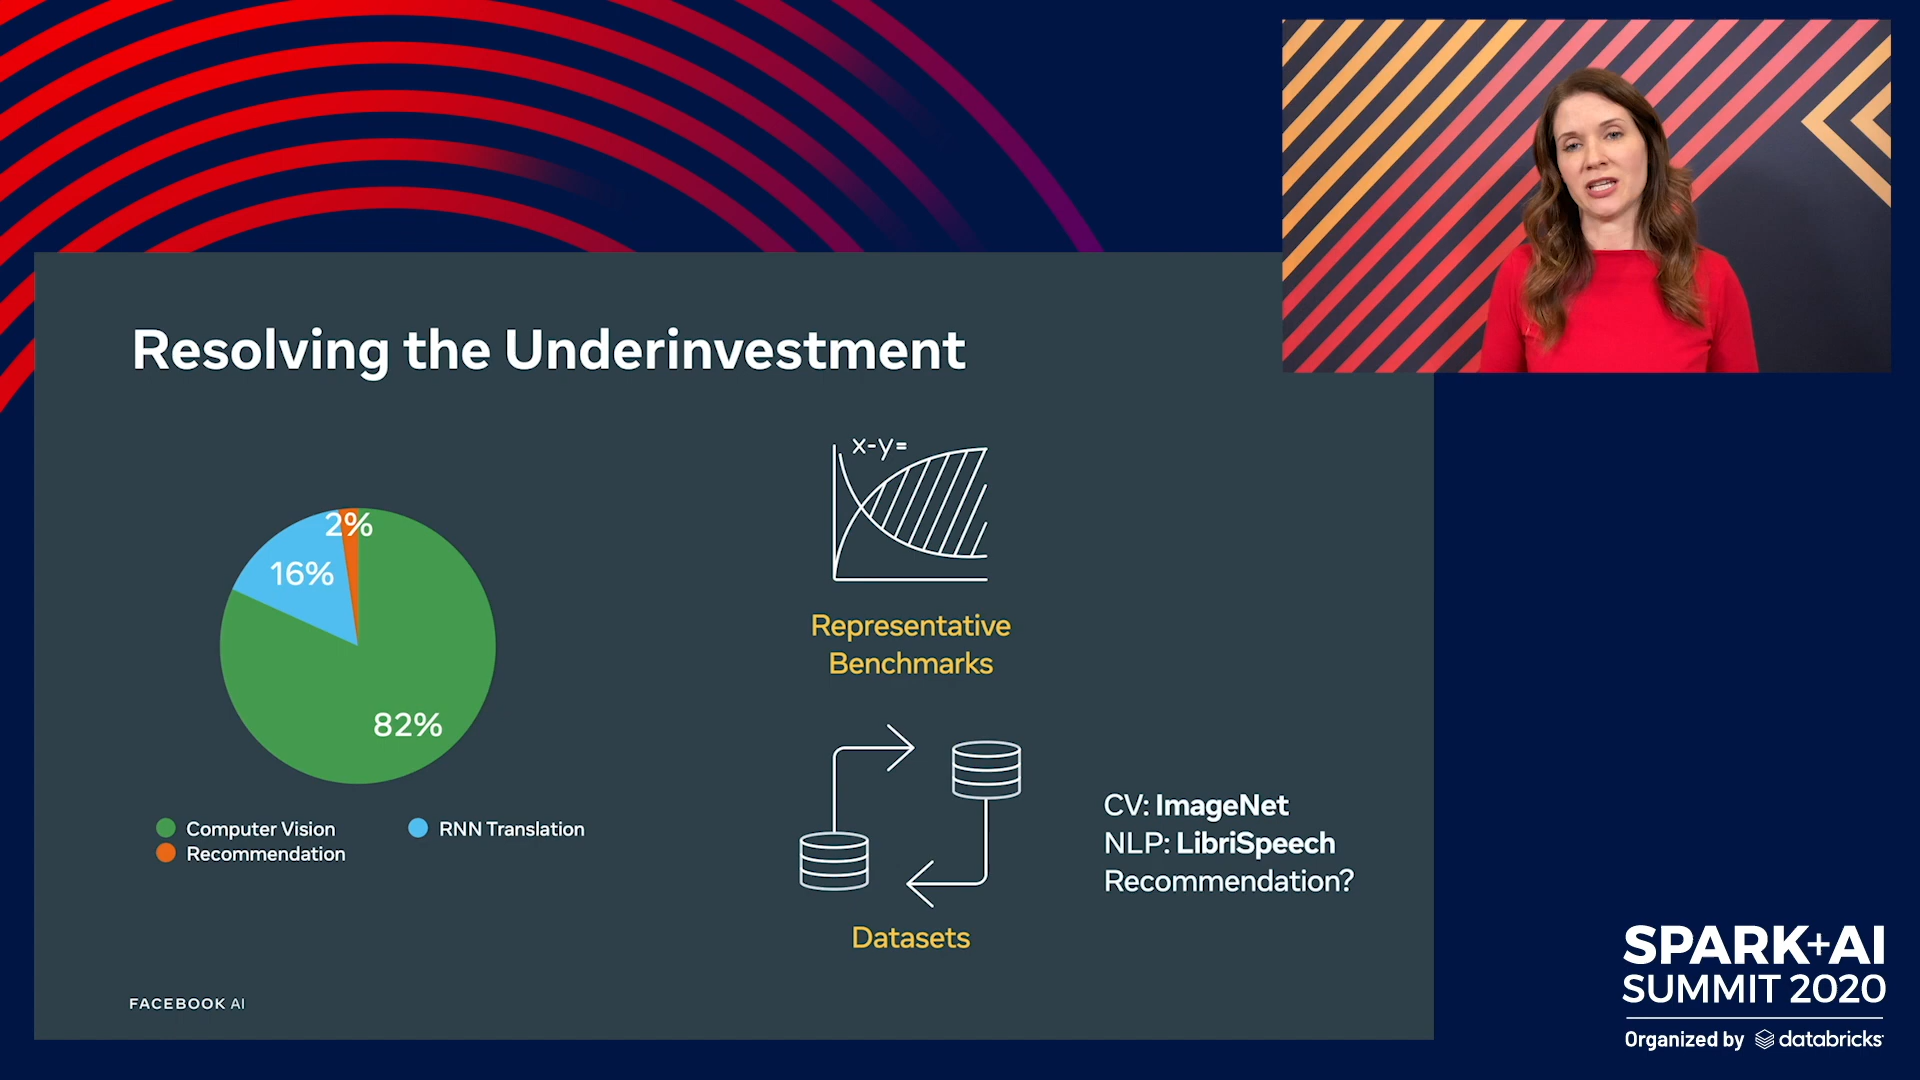 Resolving the Underinvestment
2%
16%
82%
Computer Vision
RNN Translation
Recommendation
x-y=
Representative
Benchmarks
Datasets
CV: ImageNet
NLP: LibriSpeech
Recommendation?
FACEBOOK AI
SPARK+AI
SUMMIT 2020
Organized by databricks